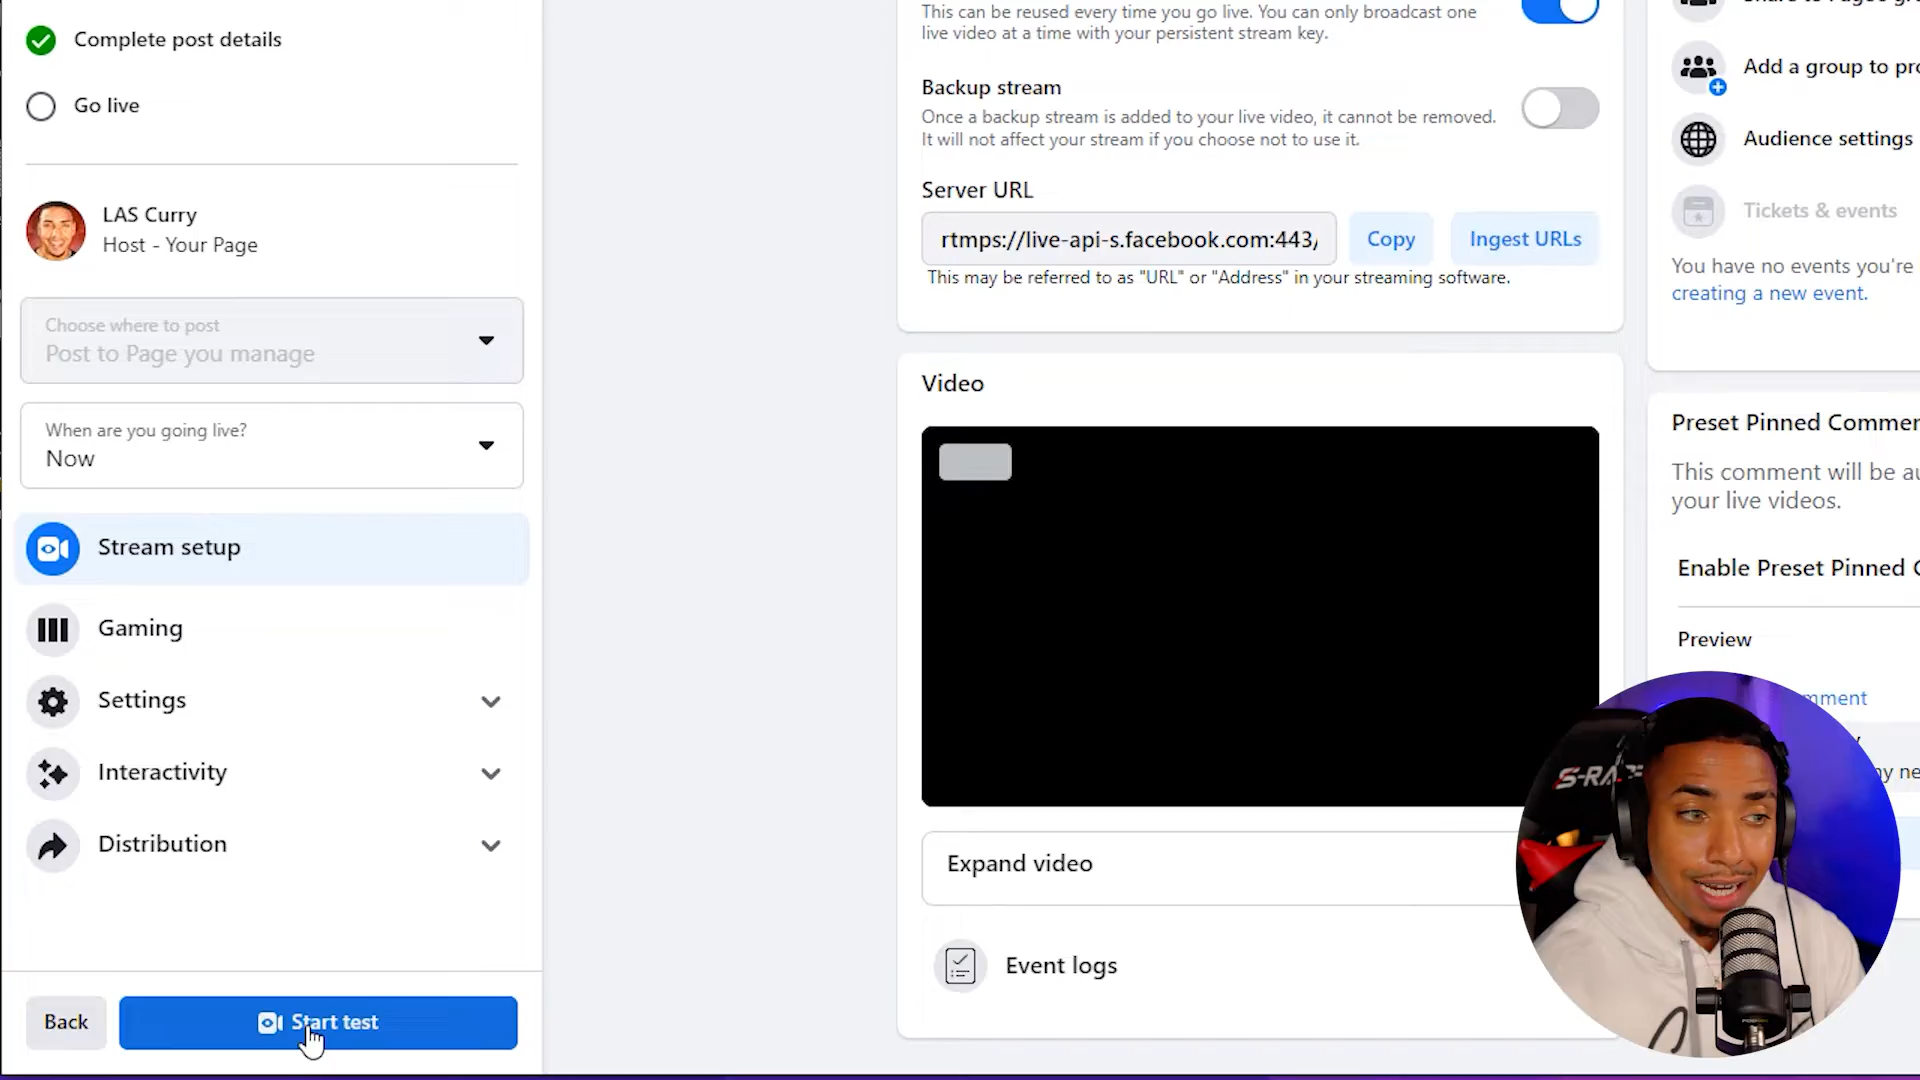 Complete post details
Go live
LAS Curry
Host - Your Page
Choose where to post
Post to Page you manage
When are you going live?
Now
Stream setup
Gaming
Settings
Interactivity
Distribution
Back
Start test
This can be reused every time you go live. You can only broadcast one
live video at a time with your persistent stream key.
Backup stream
Once a backup stream is added to your live video, it cannot be removed.
It will not affect your stream if you choose not to use it.
Server URL
rtmps://live-api-s.facebook.com:443/
Copy
Ingest URLs
This may be referred to as "URL" or "Address" in your streaming software.
Video
Expand video
Event logs
Add a group to pro
Audience settings
Tickets & events
You have no events you're
creating a new event.
Preset Pinned Commen
This comment will be au
your live videos.
Enable Preset Pinned
Preview
mment
ny ne
S-RA